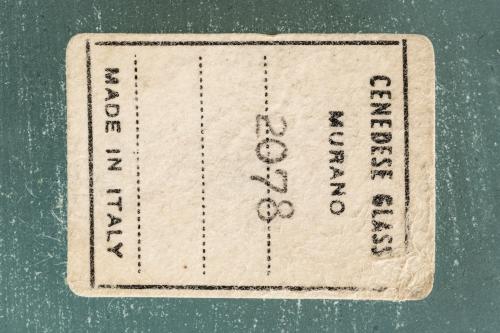 CENEDESE GLASS
MURANO
2078
MADE IN ITALY